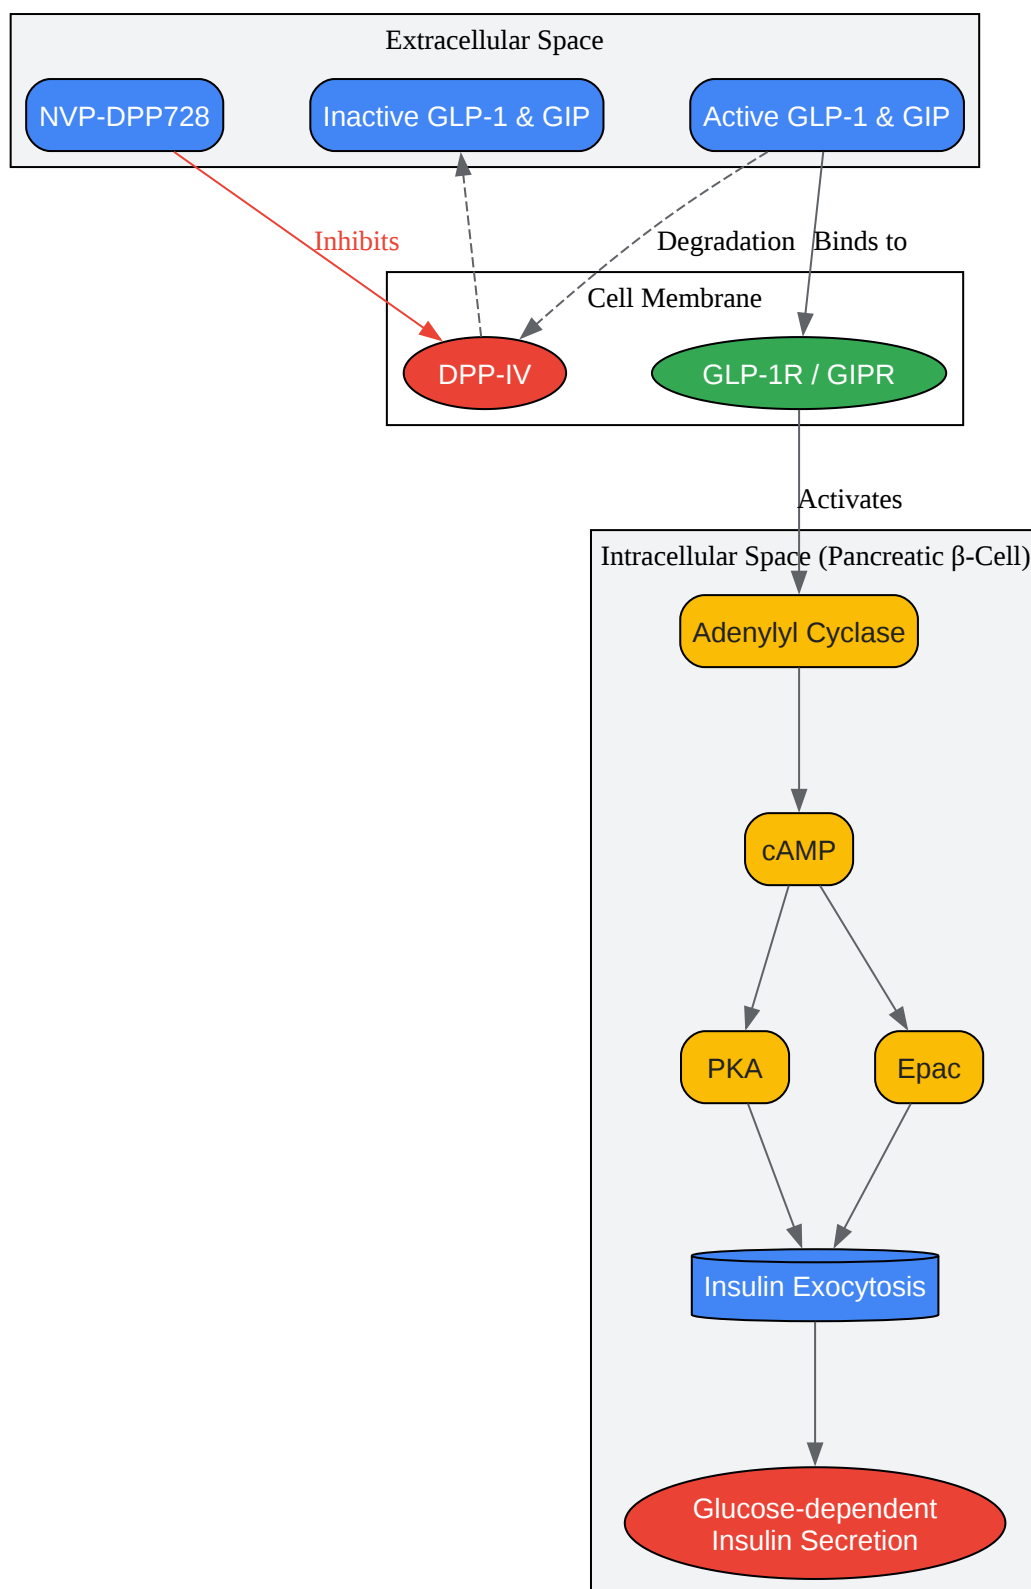 Extracellular Space
NVP-DPP728
Inactive GLP-1 & GIP
Active GLP-1 & GIP
Inhibits
Degradation
Binds to
Cell Membrane
DPP-IV
GLP-1R / GIPR
Activates
Intracellular Space (Pancreatic β-Cell)
Adenylyl Cyclase
cAMP
PKA
Epac
Insulin Exocytosis
Glucose-dependent
Insulin Secretion